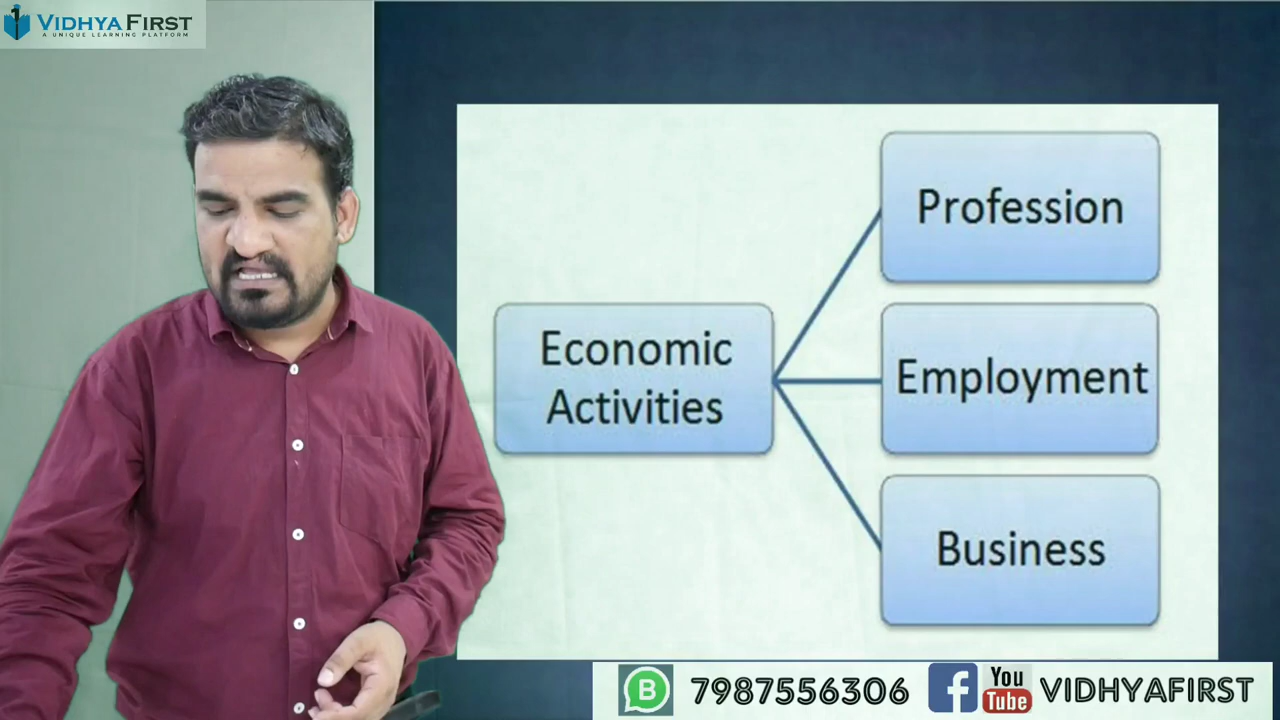 VIDHYA FIRST
A UNIQUE LEARNING PLATFORM
Profession
Economic
Activities
Employment
Business
7987556306
You
Tube
VIDHYAFIRST